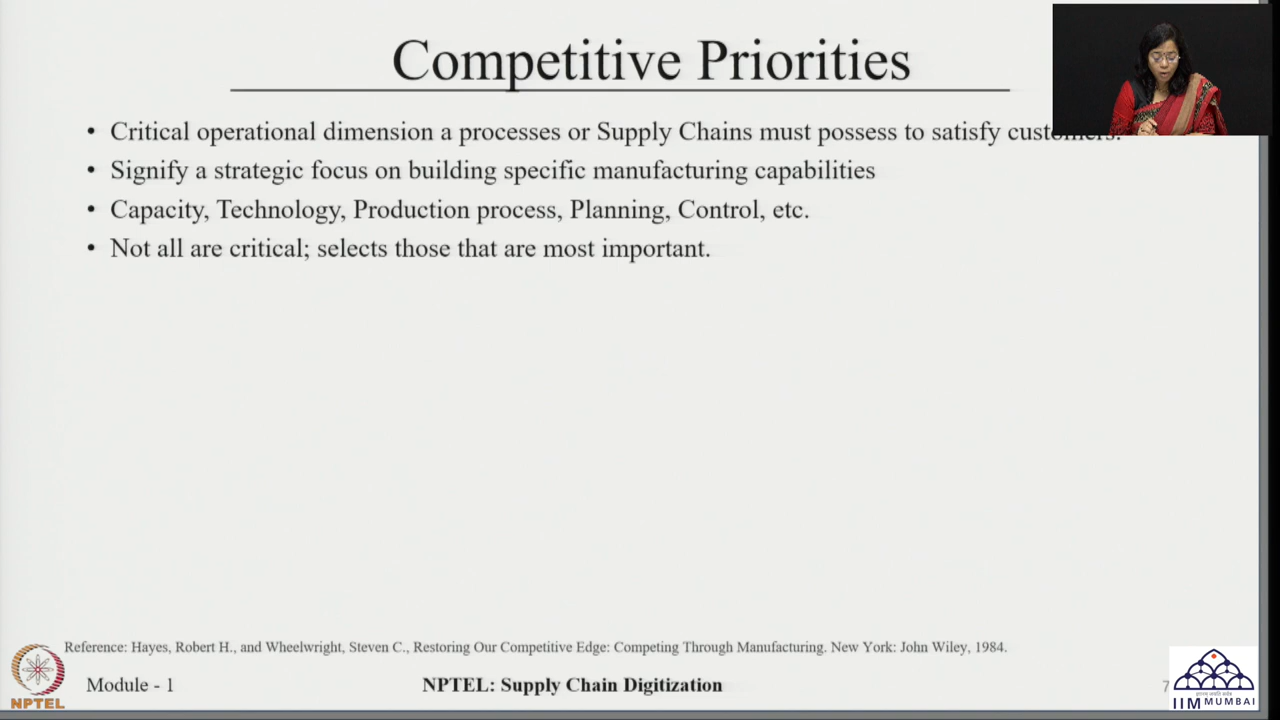 Competitive Priorities
• Critical operational dimension a processes or Supply Chains must possess to satisfy customers.
• Signify a strategic focus on building specific manufacturing capabilities
• Capacity, Technology, Production process, Planning, Control, etc.
• Not all are critical; selects those that are most important.
Reference: Hayes, Robert H., and Wheelwright, Steven C., Restoring Our Competitive Edge: Competing Through Manufacturing. New York: John Wiley, 1984.
Module - 1
NPTEL: Supply Chain Digitization
7
NPTEL
IIM MUMBAI